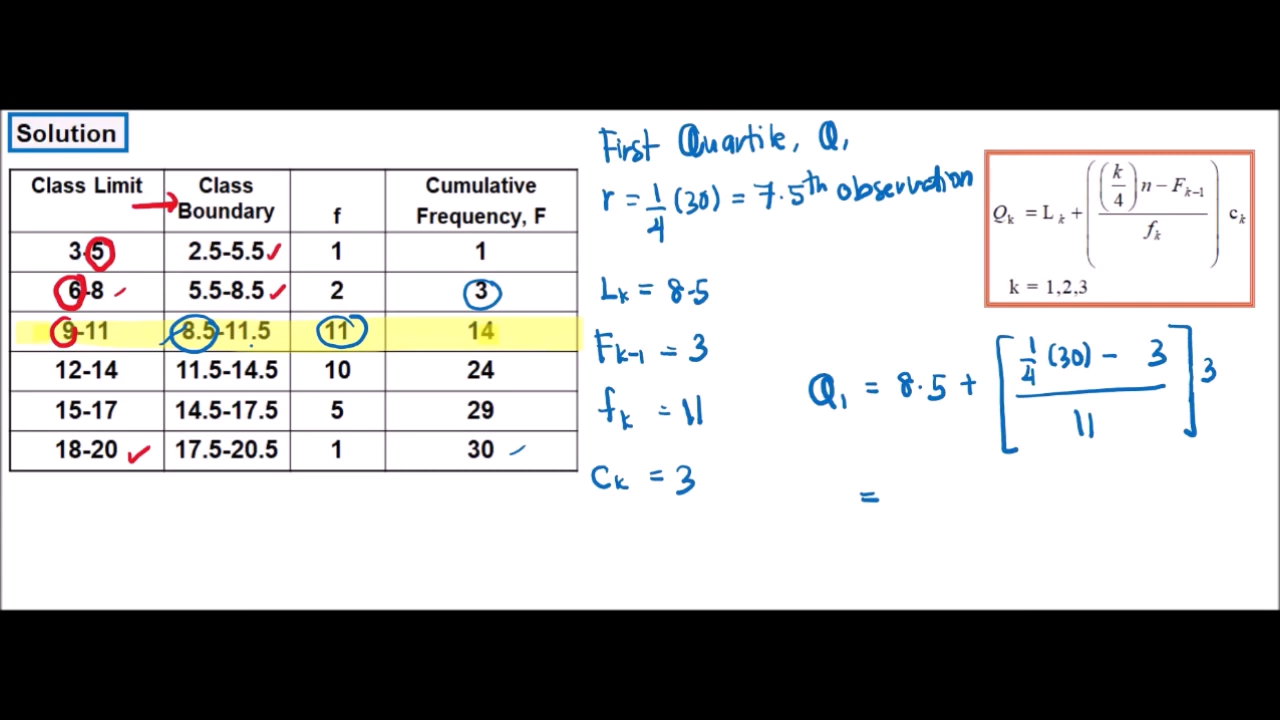 Solution
Class Limit Class Boundary f Cumulative Frequency, F
3-5 2.5-5.5 1 1
6-8 5.5-8.5 2 3
9-11 8.5-11.5 11 14
12-14 11.5-14.5 10 24
15-17 14.5-17.5 5 29
18-20 17.5-20.5 1 30
First Quartile, Q₁
r = 1/4 (30) = 7.5th observation
Lₖ = 8.5
Fₖ₋₁ = 3
fₖ = 11
Cₖ = 3
Qₖ = Lₖ + (((k/4)n − Fₖ₋₁)/fₖ) cₖ
k = 1,2,3
Q₁ = 8.5 + [(1/4 (30) − 3)/11] 3
=